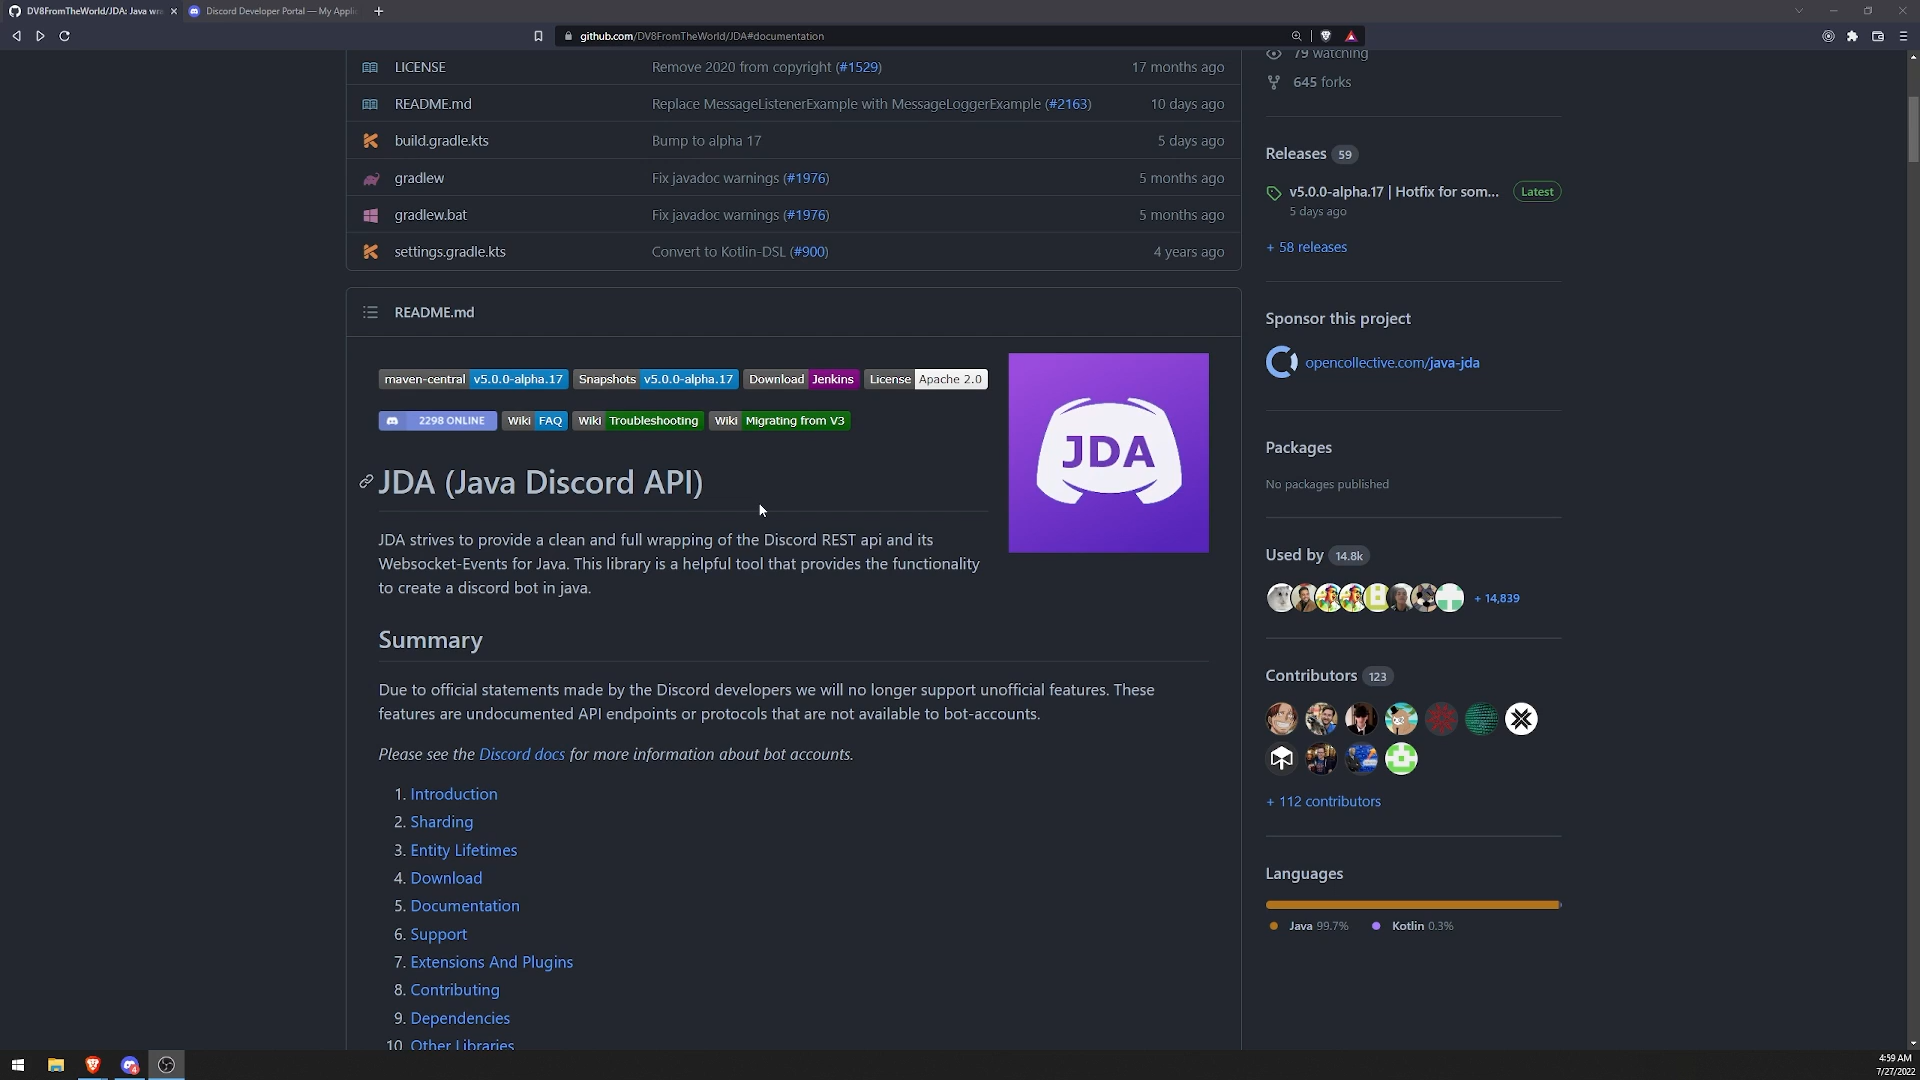 DV8FromTheWorld/JDA: Java wra
Discord Developer Portal — My Appli
github.com/DV8FromTheWorld/JDA#documentation
LICENSE Remove 2020 from copyright (#1529) 17 months ago
README.md Replace MessageListenerExample with MessageLoggerExample (#2163) 10 days ago
build.gradle.kts Bump to alpha 17 5 days ago
gradlew Fix javadoc warnings (#1976) 5 months ago
gradlew.bat Fix javadoc warnings (#1976) 5 months ago
settings.gradle.kts Convert to Kotlin-DSL (#900) 4 years ago
README.md
maven-central v5.0.0-alpha.17 Snapshots v5.0.0-alpha.17 Download Jenkins License Apache 2.0
2298 ONLINE Wiki FAQ Wiki Troubleshooting Wiki Migrating from V3
JDA
JDA (Java Discord API)
JDA strives to provide a clean and full wrapping of the Discord REST api and its
Websocket-Events for Java. This library is a helpful tool that provides the functionality
to create a discord bot in java.
Summary
Due to official statements made by the Discord developers we will no longer support unofficial features. These
features are undocumented API endpoints or protocols that are not available to bot-accounts.
Please see the Discord docs for more information about bot accounts.
1. Introduction
2. Sharding
3. Entity Lifetimes
4. Download
5. Documentation
6. Support
7. Extensions And Plugins
8. Contributing
9. Dependencies
10. Other Libraries
79 watching
645 forks
Releases 59
v5.0.0-alpha.17 | Hotfix for som... Latest
5 days ago
+ 58 releases
Sponsor this project
opencollective.com/java-jda
Packages
No packages published
Used by 14.8k
+ 14,839
Contributors 123
+ 112 contributors
Languages
Java 99.7% Kotlin 0.3%
4
4:59 AM
7/27/2022